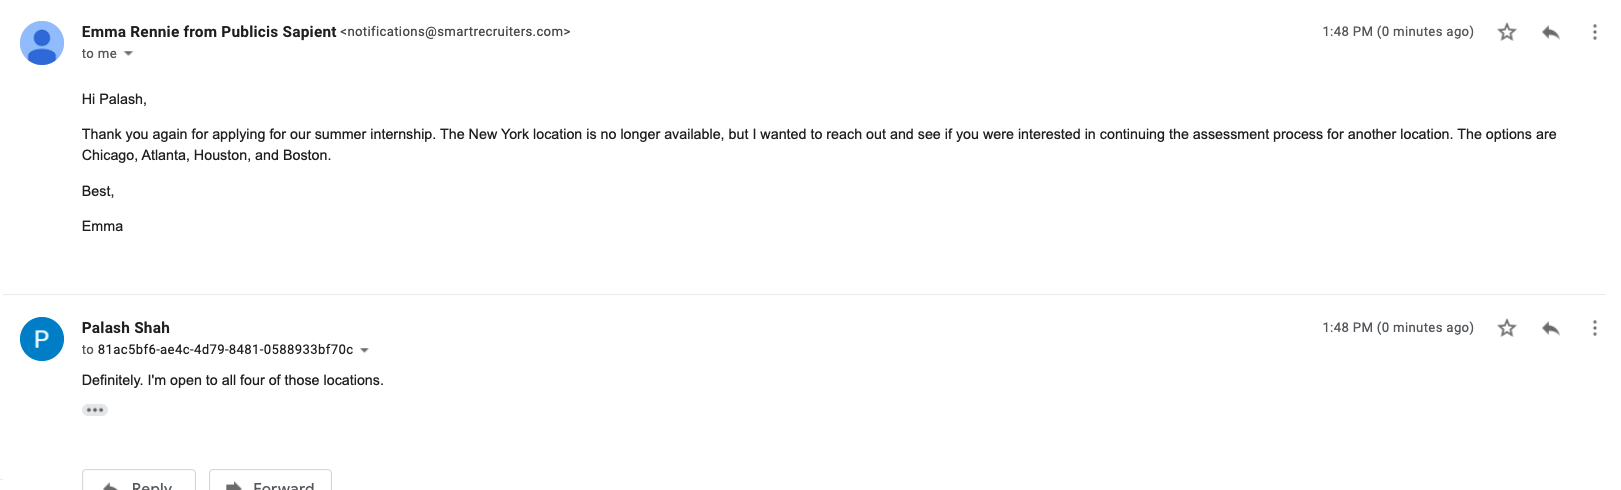 Emma Rennie from Publicis Sapient <notifications@smartrecruiters.com> 1:48 PM (0 minutes ago)
to me
Hi Palash,
Thank you again for applying for our summer internship. The New York location is no longer available, but I wanted to reach out and see if you were interested in continuing the assessment process for another location. The options are
Chicago, Atlanta, Houston, and Boston.
Best,
Emma
P
Palash Shah 1:48 PM (0 minutes ago)
to 81ac5bf6-ae4c-4d79-8481-0588933bf70c
Definitely. I'm open to all four of those locations.
Reply Forward